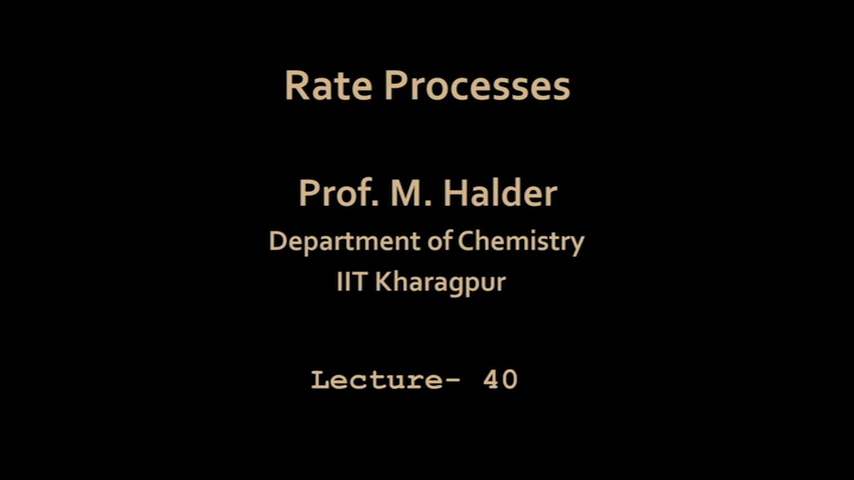 Rate Processes
Prof. M. Halder
Department of Chemistry
IIT Kharagpur
Lecture- 40